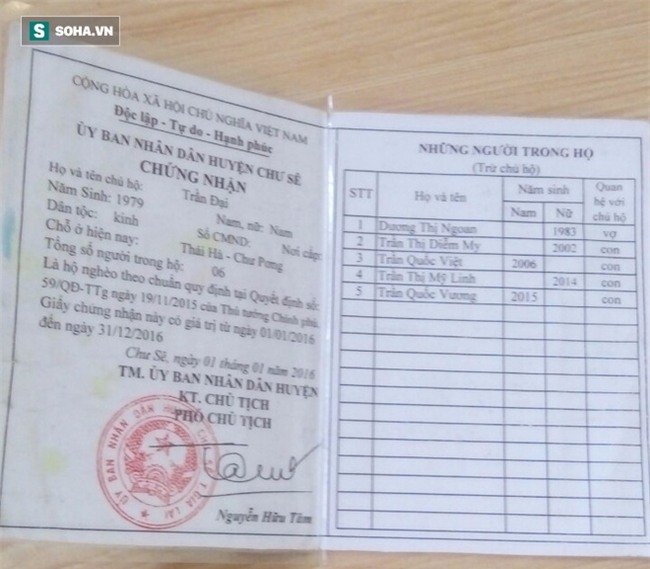 S SOHA.VN
CỘNG HÒA XÃ HỘI CHỦ NGHĨA VIỆT NAM
Độc lập - Tự do - Hạnh phúc
ỦY BAN NHÂN DÂN HUYỆN CHƯ SÊ
CHỨNG NHẬN
Họ và tên chủ hộ: Trần Đại
Năm Sinh: 1979 Nam, nữ: Nam
Dân tộc: kinh Số CMND: Nơi cấp:
Chỗ ở hiện nay: Thái Hà - Chư Pơng
Tổng số người trong hộ: 06
Là hộ nghèo theo chuẩn quy định tại Quyết định số:
59/QĐ-TTg ngày 19/11/2015 của Thủ tướng Chính phủ.
Giấy chứng nhận này có giá trị từ ngày 01/01/2016
đến ngày 31/12/2016
Chư Sê, ngày 01 tháng 01 năm 2016
TM. ỦY BAN NHÂN DÂN HUYỆN
KT. CHỦ TỊCH
PHÓ CHỦ TỊCH
ỦY BAN NHÂN DÂN
GIA LAI
Nguyễn Hữu Tâm
NHỮNG NGƯỜI TRONG HỘ
(Trừ chủ hộ)
STT Họ và tên Năm sinh Quan hệ với chủ hộ
Nam Nữ
1 Dương Thị Ngoan 1983 vợ
2 Trần Thị Diễm My 2002 con
3 Trần Quốc Việt 2006 con
4 Trần Thị Mỹ Linh 2014 con
5 Trần Quốc Vương 2015 con